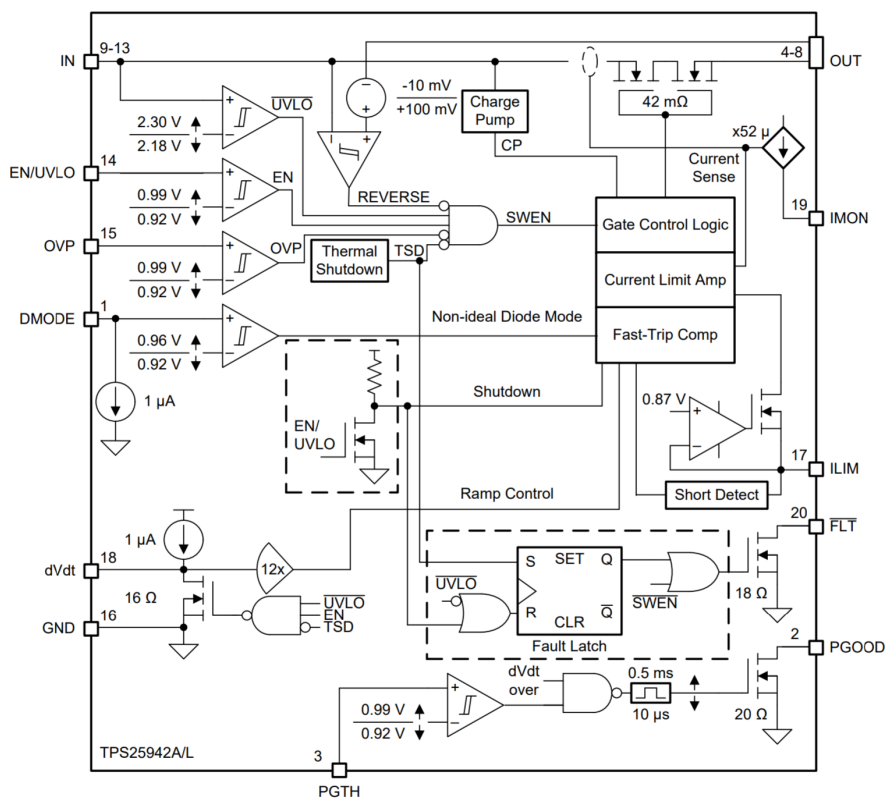 IN
9-13
4-8
OUT
UVLO
2.30 V
2.18 V
-10 mV
+100 mV
Charge
Pump
CP
42 mΩ
x52 µ
Current
Sense
EN/UVLO
14
EN
0.99 V
0.92 V
REVERSE
SWEN
Gate Control Logic
19
IMON
OVP
15
OVP
0.99 V
0.92 V
Thermal
Shutdown
TSD
Current Limit Amp
DMODE
1
0.96 V
0.92 V
Non-ideal Diode Mode
Fast-Trip Comp
1 µA
Shutdown
EN/
UVLO
0.87 V
17
ILIM
Short Detect
Ramp Control
20
FLT
1 µA
18
dVdt
12x
16 Ω
UVLO
EN
TSD
16
GND
S
SET
Q
UVLO
R
CLR
Q
SWEN
18 Ω
Fault Latch
2
PGOOD
dVdt
over
0.5 ms
10 µs
20 Ω
0.99 V
0.92 V
TPS25942A/L
3
PGTH